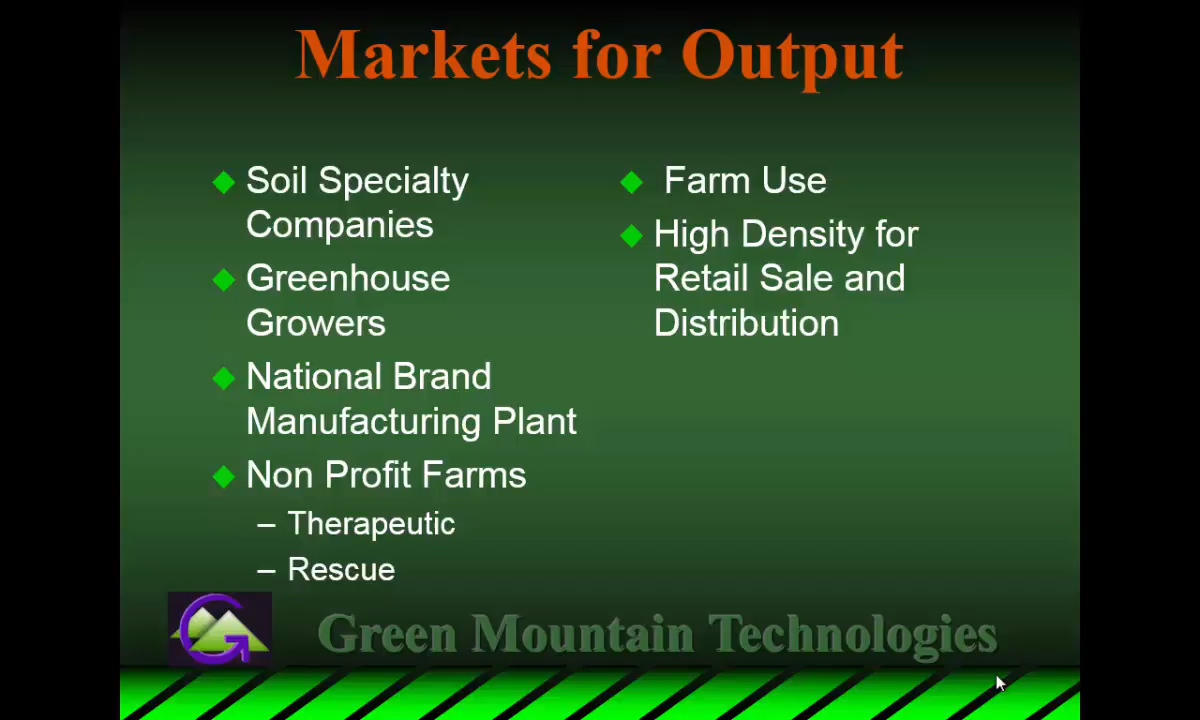 Markets for Output
Soil Specialty
Companies
Greenhouse
Growers
National Brand
Manufacturing Plant
Non Profit Farms
– Therapeutic
– Rescue
Farm Use
High Density for
Retail Sale and
Distribution
Green Mountain Technologies